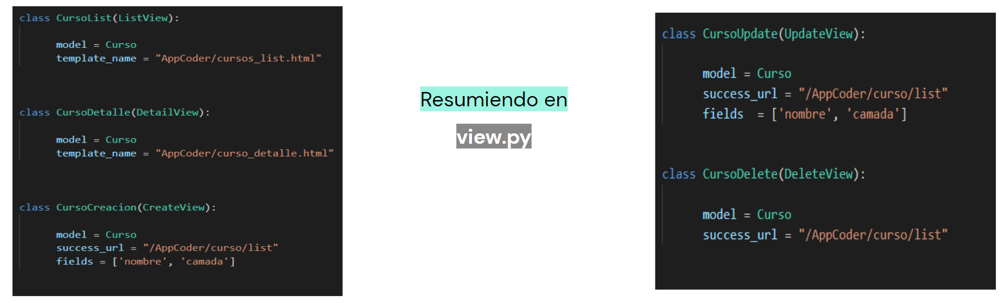 class CursoList(ListView):
model = Curso
template_name = "AppCoder/cursos_list.html"
class CursoDetalle(DetailView):
model = Curso
template_name = "AppCoder/curso_detalle.html"
class CursoCreacion(CreateView):
model = Curso
success_url = "/AppCoder/curso/list"
fields = ['nombre', 'camada']
Resumiendo en
view.py
class CursoUpdate(UpdateView):
model = Curso
success_url = "/AppCoder/curso/list"
fields  = ['nombre', 'camada']
class CursoDelete(DeleteView):
model = Curso
success_url = "/AppCoder/curso/list"